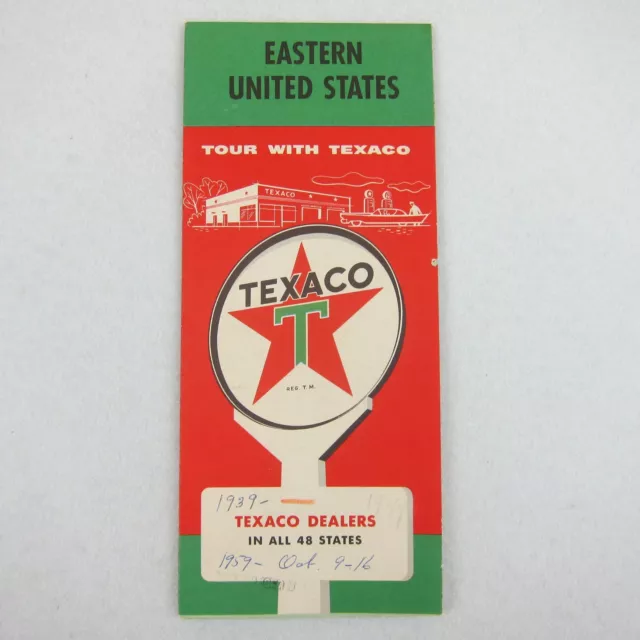 EASTERN
UNITED STATES
TOUR WITH TEXACO
TEXACO
TEXACO
T
REG. T.M.
1939-
TEXACO DEALERS
IN ALL 48 STATES
1959- Oct. 9-16